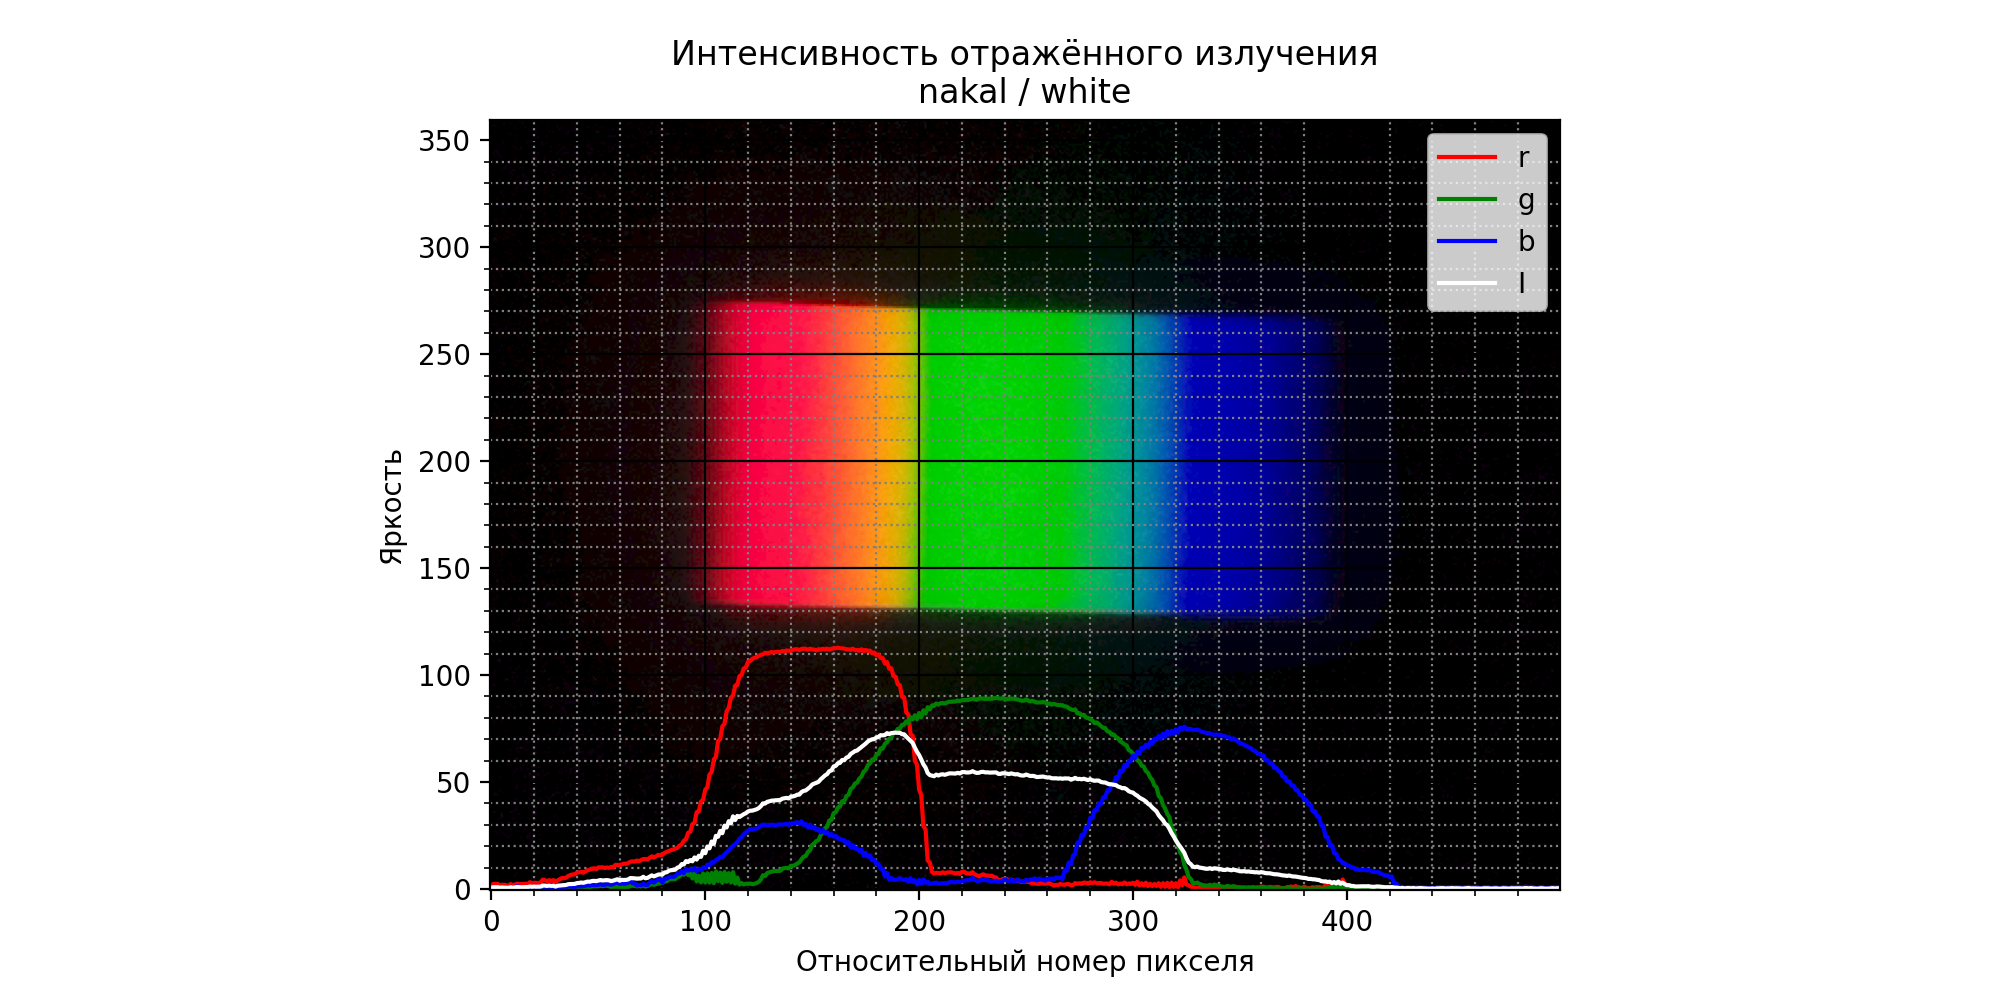 Интенсивность отражённого излучения
nakal / white
350
300
250
200
150
100
50
0
Яркость
r
g
b
l
0 100 200 300 400
Относительный номер пикселя